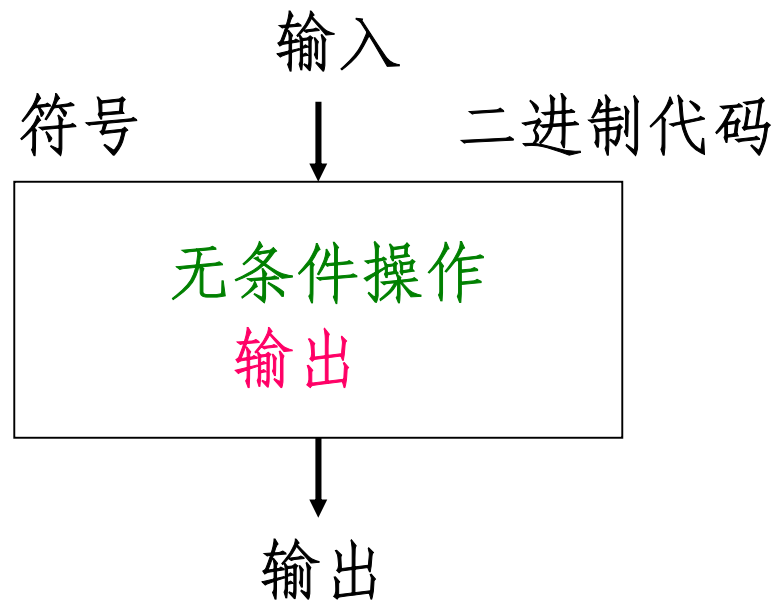 输入
符号 二进制代码
无条件操作
输出
输出